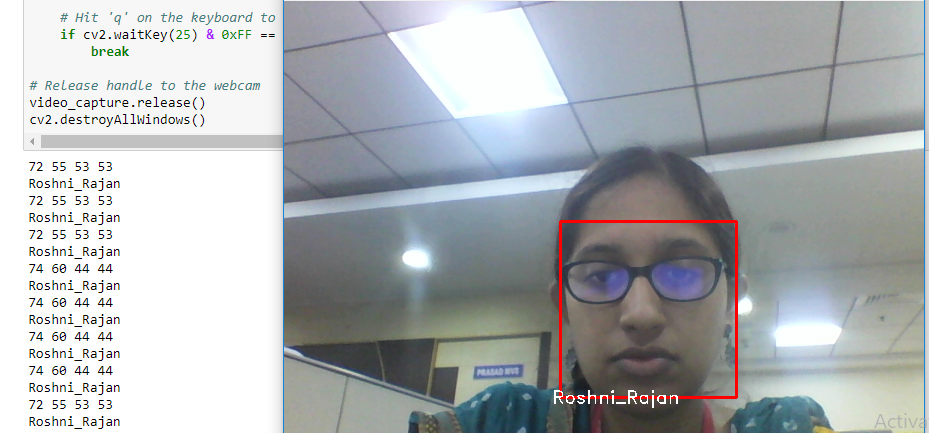 # Hit 'q' on the keyboard to
if cv2.waitKey(25) & 0xFF ==
break
# Release handle to the webcam
video_capture.release()
cv2.destroyAllWindows()
72 55 53 53
Roshni_Rajan
72 55 53 53
Roshni_Rajan
72 55 53 53
Roshni_Rajan
74 60 44 44
Roshni_Rajan
74 60 44 44
Roshni_Rajan
74 60 44 44
Roshni_Rajan
74 60 44 44
Roshni_Rajan
72 55 53 53
Roshni_Rajan
PRASAD MVS
Roshni_Rajan
Activa